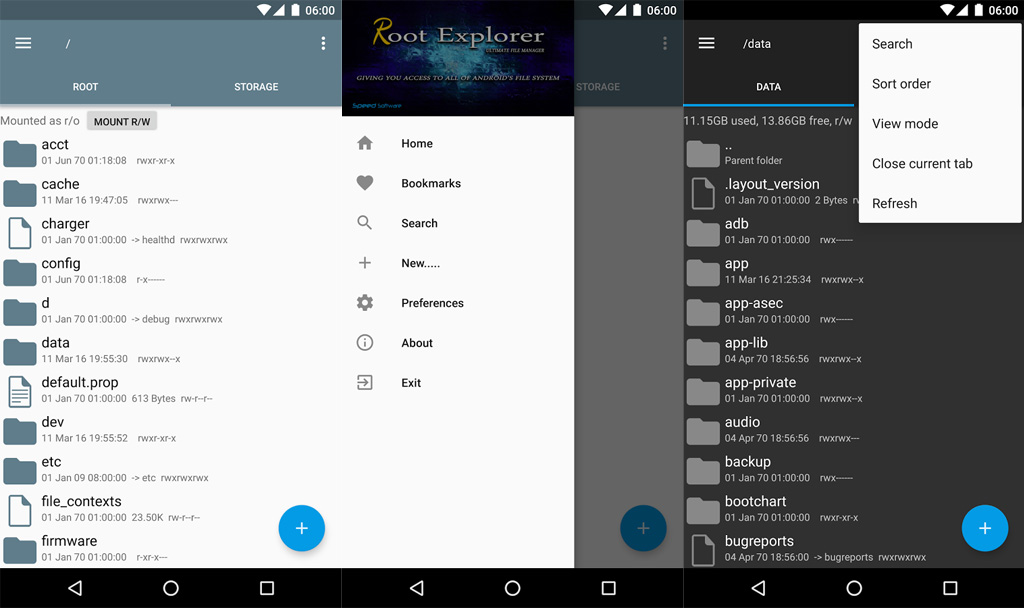 06:00
/
ROOT
STORAGE
Mounted as r/o
MOUNT R/W
acct
01 Jun 70 01:18:08 rwxr-xr-x
cache
11 Mar 16 19:47:05 rwxrwx---
charger
01 Jan 70 01:00:00 -> healthd rwxrwxrwx
config
01 Jun 70 01:18:08 r-x------
d
01 Jan 70 01:00:00 -> debug rwxrwxrwx
data
11 Mar 16 19:55:30 rwxrwx--x
default.prop
01 Jan 70 01:00:00 613 Bytes rw-r--r--
dev
11 Mar 16 19:55:52 rwxr-xr-x
etc
01 Jan 09 08:00:00 -> etc rwxrwxrwx
file_contexts
01 Jan 70 01:00:00 23.50K rw-r--r--
firmware
01 Jan 70 01:00:00 r-xr-x---
06:00
Root Explorer
ULTIMATE FILE MANAGER
GIVING YOU ACCESS TO ALL OF ANDROID'S FILE SYSTEM
Speed Software
STORAGE
Home
Bookmarks
Search
New.....
Preferences
About
Exit
06:00
/data
DATA
11.15GB used, 13.86GB free, r/w
Search
Sort order
View mode
Close current tab
Refresh
..
Parent folder
.layout_version
01 Jan 70 01:00:00 2 Bytes
adb
01 Jan 70 01:00:00 rwx------
app
11 Mar 16 21:25:34 rwxrwx--x
app-asec
01 Jan 70 01:00:00 rwx------
app-lib
04 Apr 70 18:56:56 rwxrwx--x
app-private
01 Jan 70 01:00:00 rwxrwx--x
audio
04 Apr 70 18:56:56 rwxrwx---
backup
01 Jan 70 01:00:00 rwx------
bootchart
01 Jan 70 01:00:00 rwxr-xr-x
bugreports
04 Apr 70 18:56:00 -> bugreports rwxrwxrwx